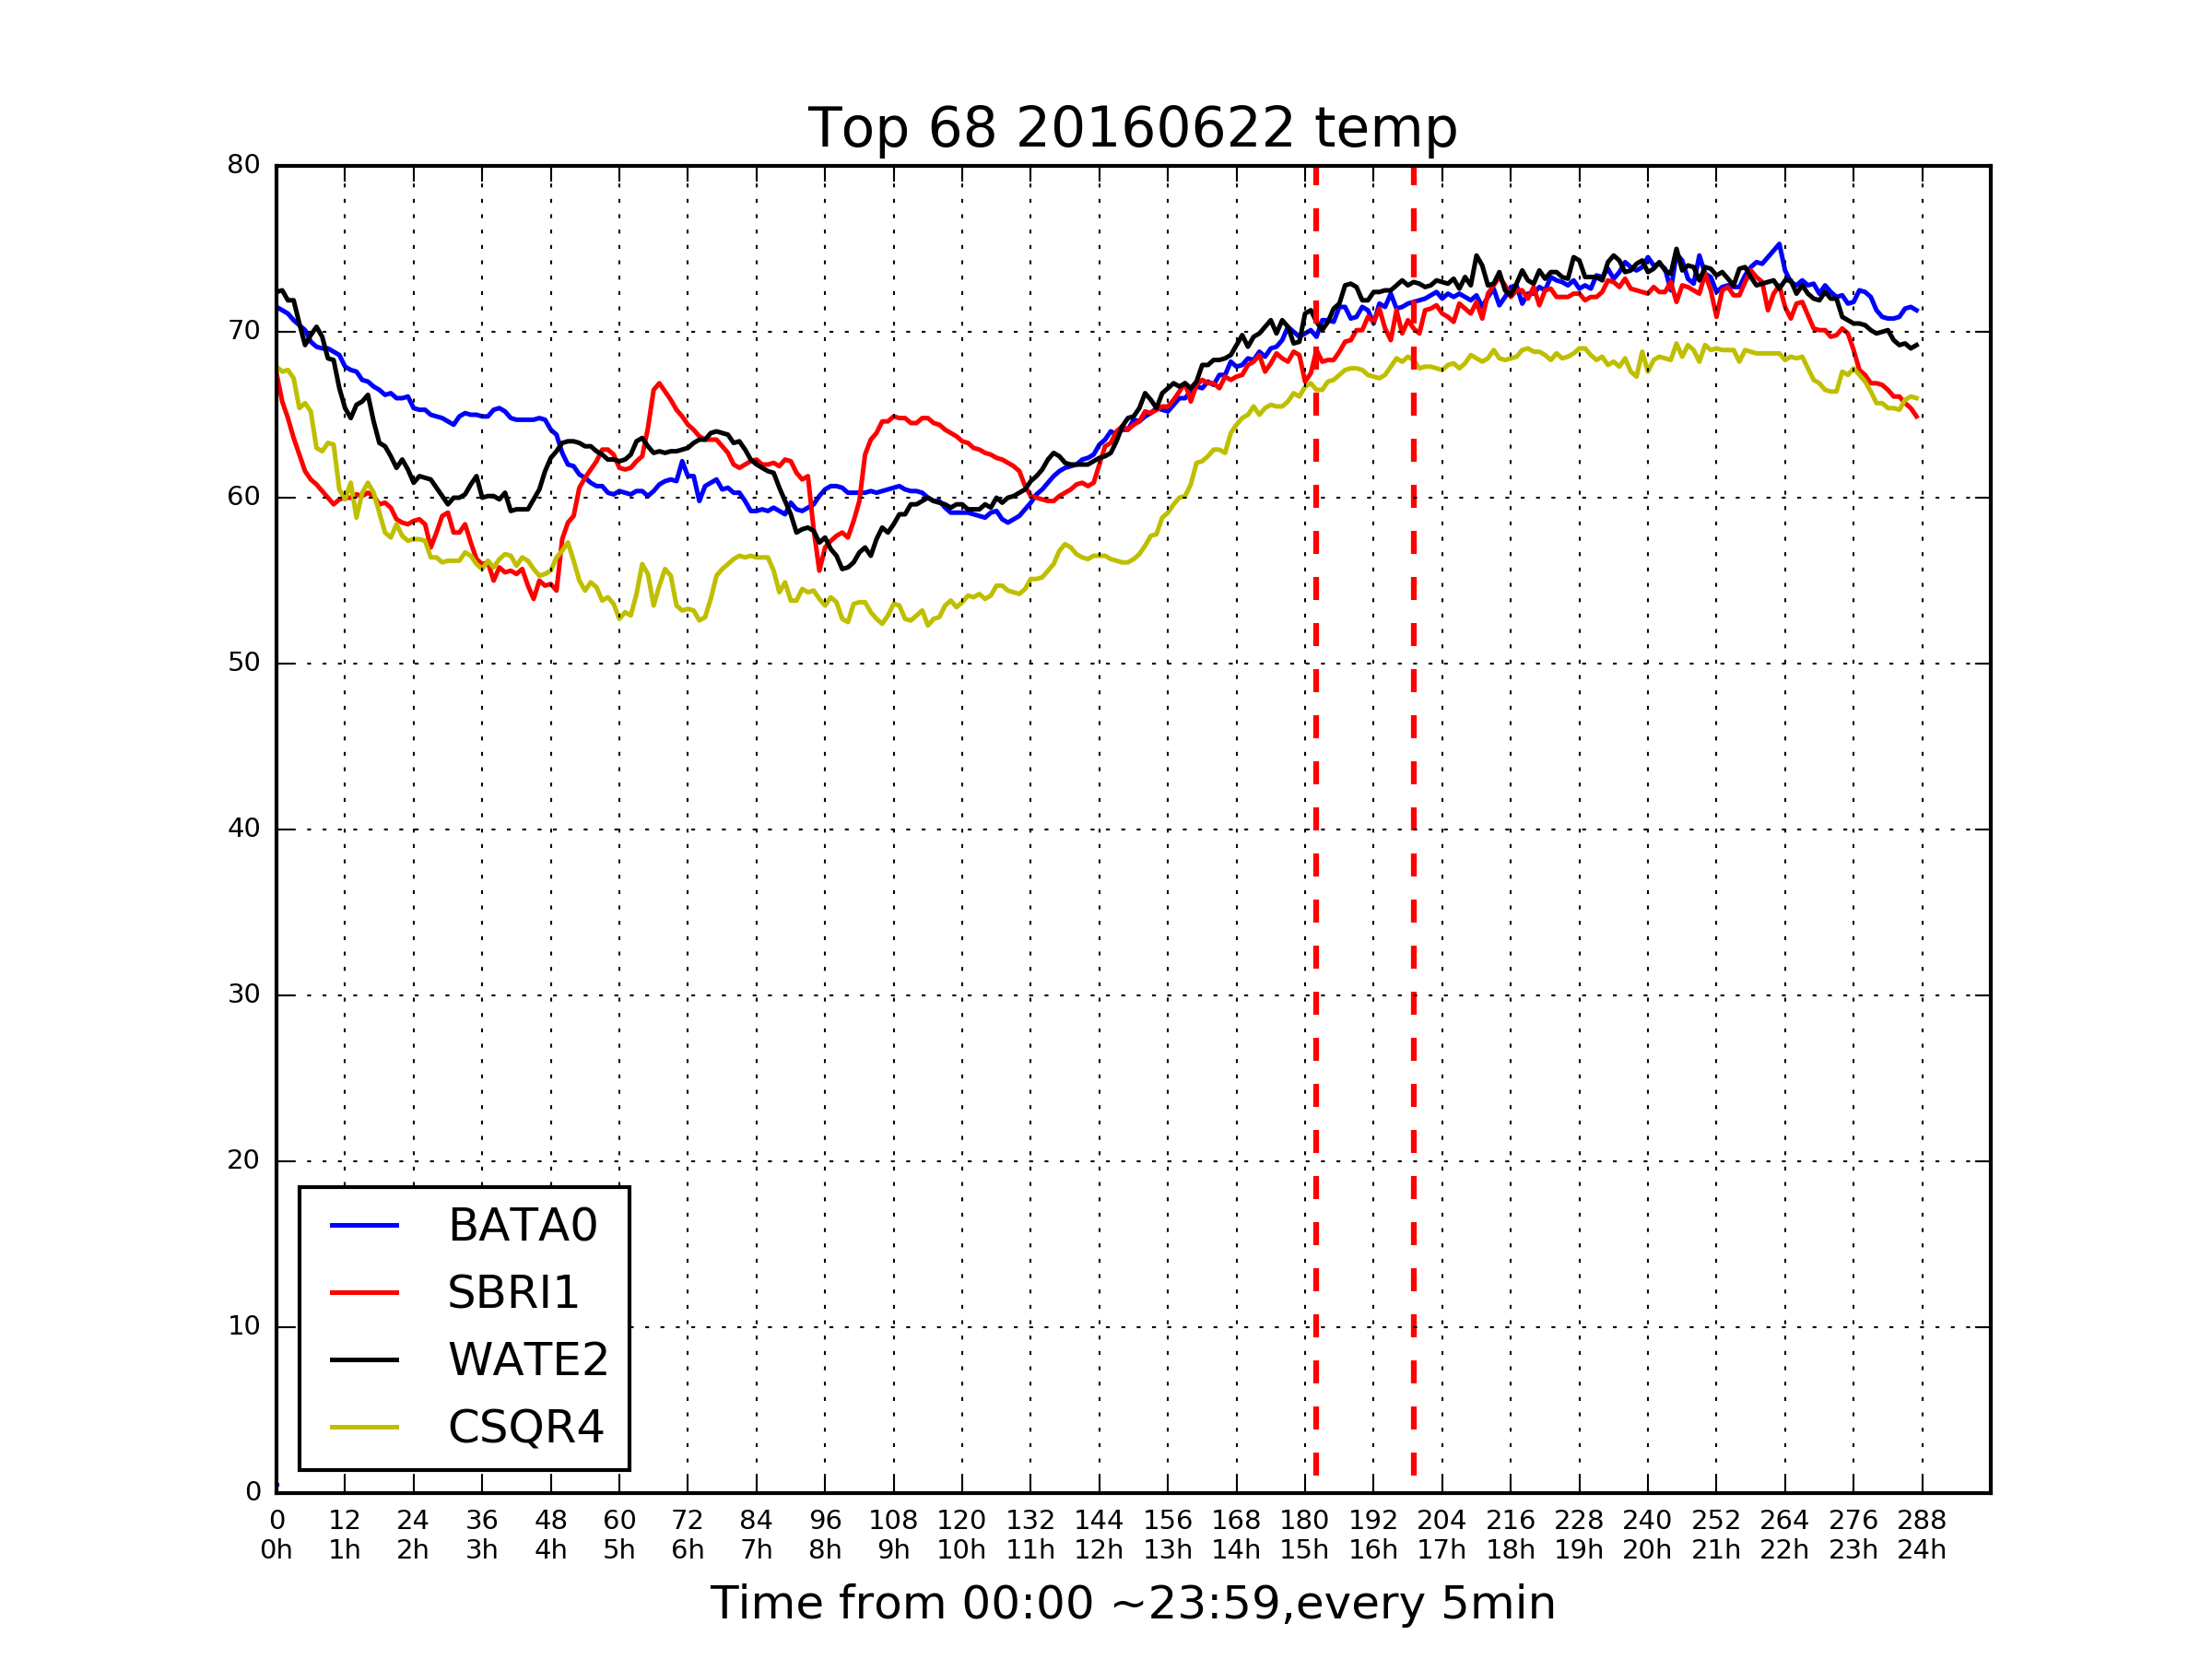 Top 68 20160622 temp
80
70
60
50
40
30
20
10
0
BATA0
SBRI1
WATE2
CSQR4
0 12 24 36 48 60 72 84 96 108 120 132 144 156 168 180 192 204 216 228 240 252 264 276 288
0h 1h 2h 3h 4h 5h 6h 7h 8h 9h 10h 11h 12h 13h 14h 15h 16h 17h 18h 19h 20h 21h 22h 23h 24h
Time from 00:00 ~23:59,every 5min